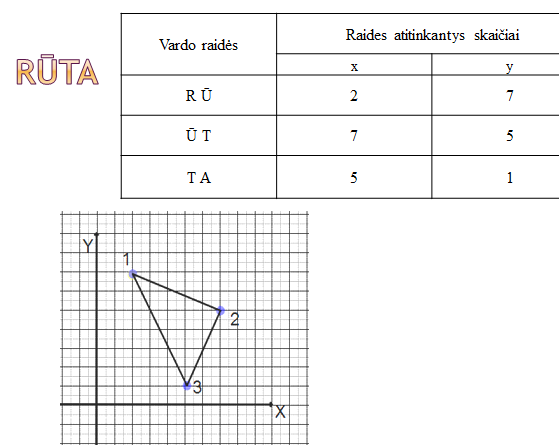 RŪTA
Vardo raidės
Raides atitinkantys skaičiai
x y
R Ū 2 7
Ū T 7 5
T A 5 1
Y
1
2
3
X